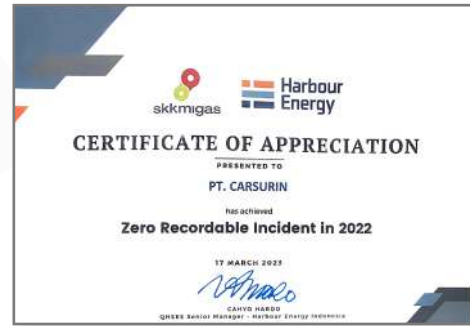 skkmigas
Harbour
Energy
CERTIFICATE OF APPRECIATION
PRESENTED TO
PT. CARSURIN
has achieved
Zero Recordable Incident in 2022
17 MARCH 2023
CAHYO HARDO
QHSES Senior Manager - Harbour Energy Indonesia